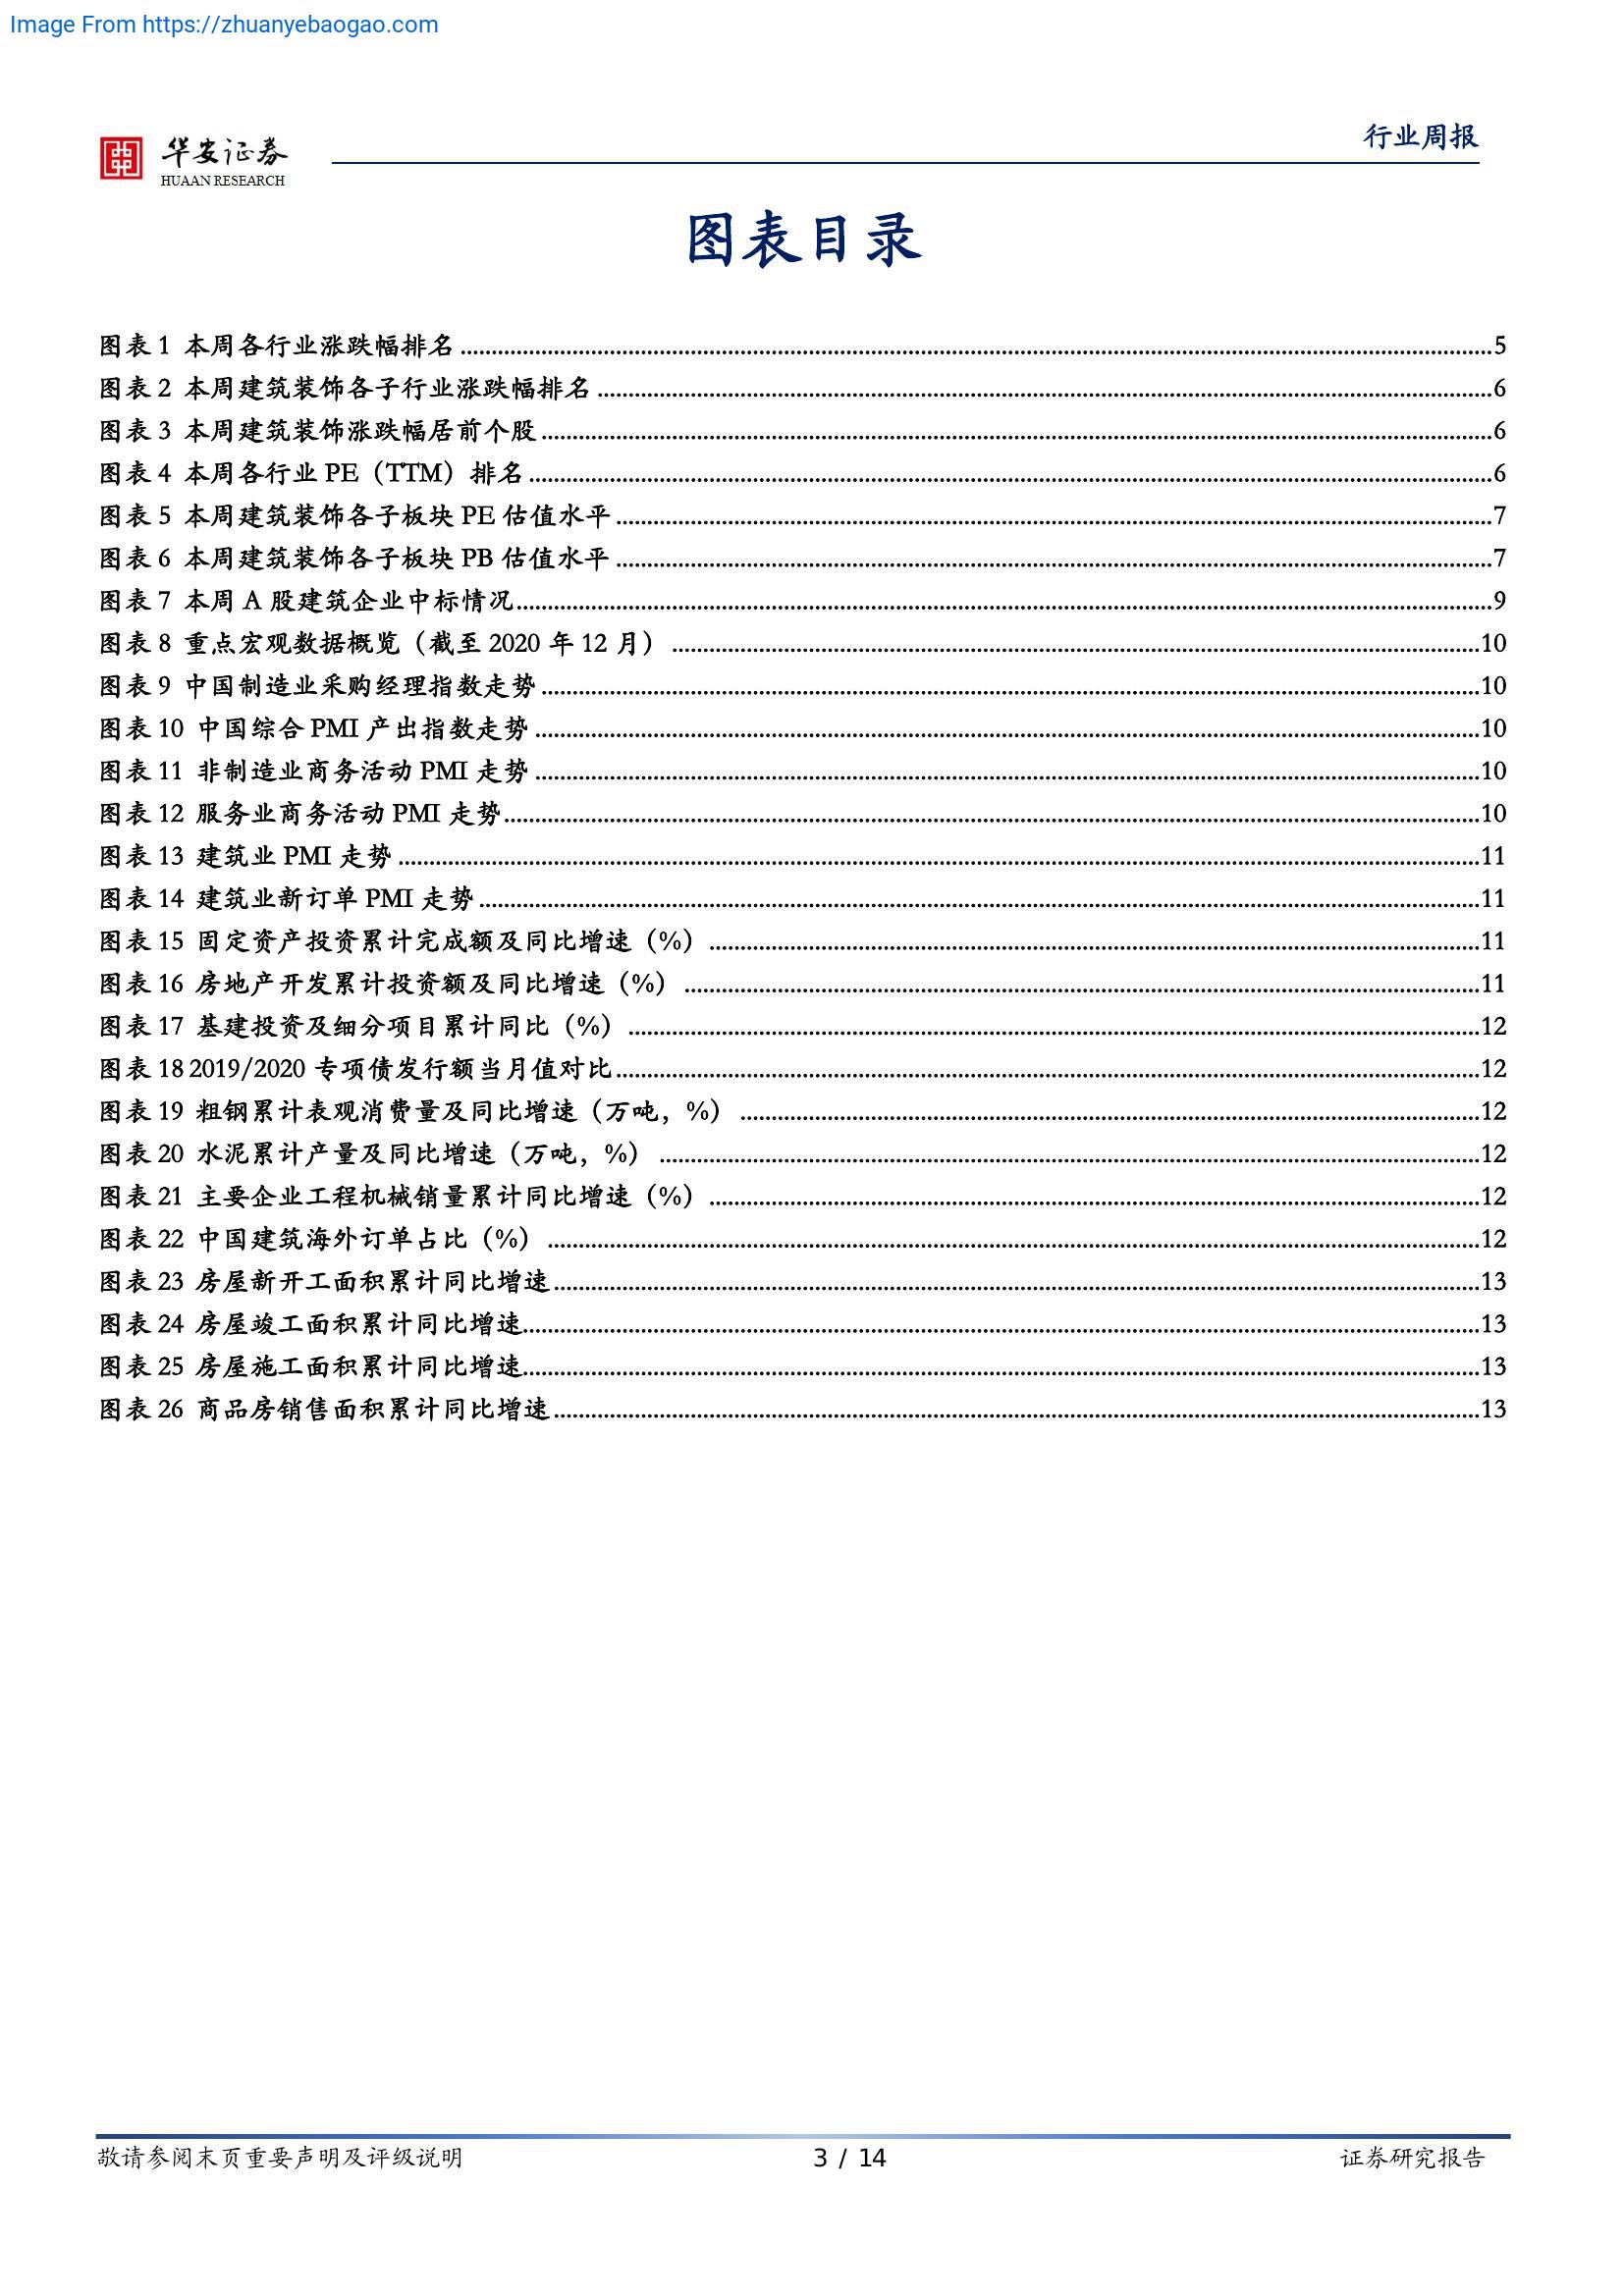 Image From https://zhuanyebaogao.com
华安证券
HUAAN RESEARCH
行业周报
图表目录
图表 1 本周各行业涨跌幅排名 5
图表 2 本周建筑装饰各子行业涨跌幅排名 6
图表 3 本周建筑装饰涨跌幅居前个股 6
图表 4 本周各行业 PE（TTM）排名 6
图表 5 本周建筑装饰各子板块 PE 估值水平 7
图表 6 本周建筑装饰各子板块 PB 估值水平 7
图表 7 本周 A 股建筑企业中标情况 9
图表 8 重点宏观数据概览（截至 2020 年 12 月） 10
图表 9 中国制造业采购经理指数走势 10
图表 10 中国综合 PMI 产出指数走势 10
图表 11 非制造业商务活动 PMI 走势 10
图表 12 服务业商务活动 PMI 走势 10
图表 13 建筑业 PMI 走势 11
图表 14 建筑业新订单 PMI 走势 11
图表 15 固定资产投资累计完成额及同比增速（%） 11
图表 16 房地产开发累计投资额及同比增速（%） 11
图表 17 基建投资及细分项目累计同比（%） 12
图表 18 2019/2020 专项债发行额当月值对比 12
图表 19 粗钢累计表观消费量及同比增速（万吨，%） 12
图表 20 水泥累计产量及同比增速（万吨，%） 12
图表 21 主要企业工程机械销量累计同比增速（%） 12
图表 22 中国建筑海外订单占比（%） 12
图表 23 房屋新开工面积累计同比增速 13
图表 24 房屋竣工面积累计同比增速 13
图表 25 房屋施工面积累计同比增速 13
图表 26 商品房销售面积累计同比增速 13
敬请参阅末页重要声明及评级说明
3 / 14
证券研究报告